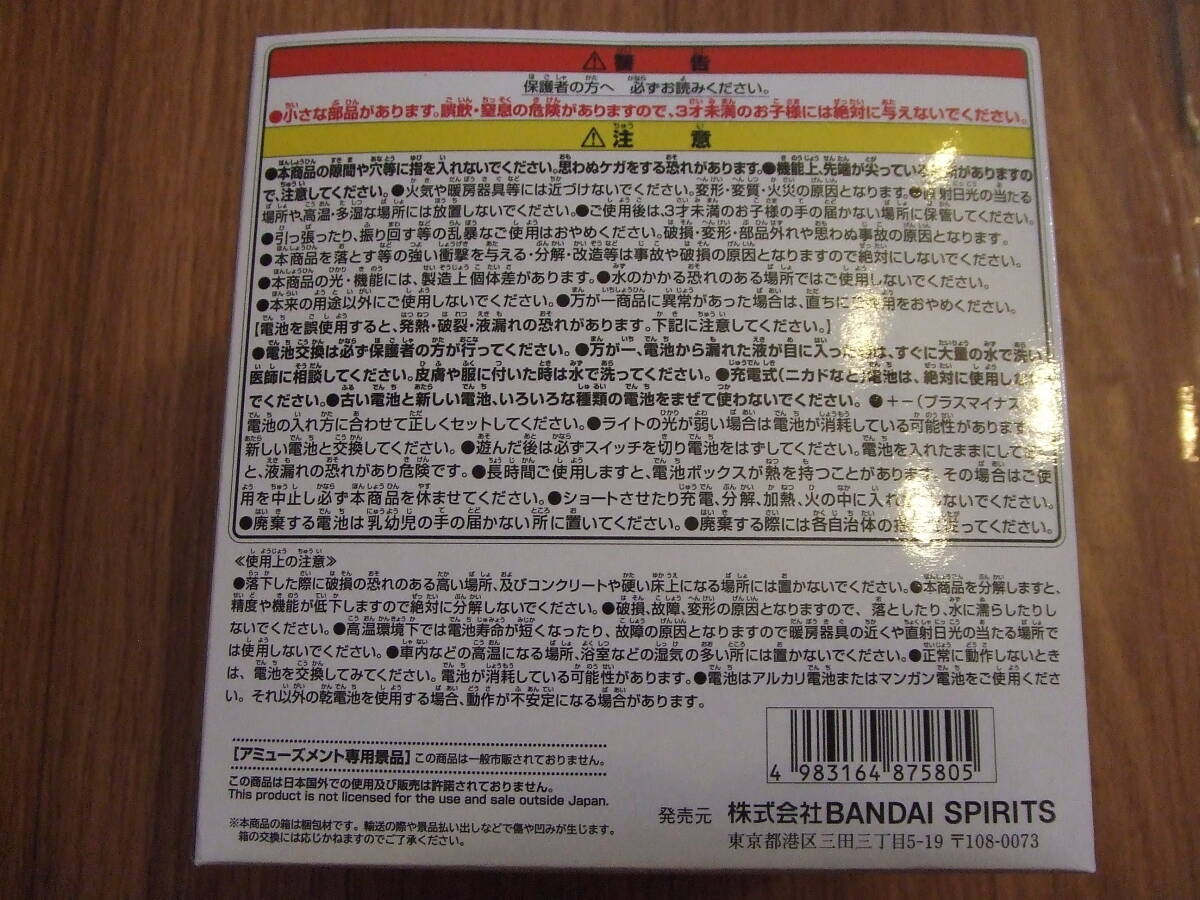 ⚠警 告
保護者の方へ 必ずお読みください。
●小さな部品があります。誤飲・窒息の危険がありますので、3才未満のお子様には絶対に与えないでください。
⚠注 意
●本商品の隙間や穴等に指を入れないでください。思わぬケガをする恐れがあります。●機能上、先端が尖っている がありますの
で、注意してください。●火気や暖房器具等には近づけないでください。変形・変質・火災の原因となります。 射日光の当たる
場所や、高温・多湿な場所には放置しないでください。●ご使用後は、3才未満のお子様の手の届かない場所に保管してください。
●引っ張ったり、振り回す等の乱暴なご使用はおやめください。破損・変形・部品外れや思わぬ事故の原因となります。
●本商品を落とす等の強い衝撃を与える・分解・改造等は事故や破損の原因となりますので絶対にしないでください。
●本商品の光・機能には、製造上個体差があります。●水のかかる恐れのある場所ではご使用しないでください。
●本来の用途以外にご使用しないでください。●万が一商品に異常があった場合は、直ちに 用をおやめください。
【電池を誤使用すると、発熱・破裂・液漏れの恐れがあります。下記に注意してください。】
●電池交換は必ず保護者の方が行ってください。●万が一、電池から漏れた液が目に入った は、すぐに大量の水で洗い
医師に相談してください。皮膚や服に付いた時は水で洗ってください。●充電式(ニカドなど)電池は、絶対に使用しな
でください。●古い電池と新しい電池、いろいろな種類の電池をまぜて使わないでください。●＋－(プラスマイナス
電池の入れ方に合わせて正しくセットしてください。●ライトの光が弱い場合は電池が消耗している可能性があります
新しい電池と交換してください。●遊んだあとは必ずスイッチを切り電池をはずしてください。電池を入れたままにして
と、液漏れの恐れがあり危険です。●長時間ご使用しますと、電池ボックスが熱を持つことがあります。その場合はご使
用を中止し必ず本商品を休ませてください。●ショートさせたり充電、分解、加熱、火の中に入れ しないでください。
●廃棄する電池は乳幼児の手の届かない所に置いてください。●廃棄する際には各自治体の 従ってください。
≪使用上の注意≫
●落下した際に破損の恐れのある高い場所、及びコンクリートや硬い床上になる場所には置かないでください。●本商品を分解しますと、
精度や機能が低下しますので絶対に分解しないでください。●破損、故障、変形の原因となりますので、落としたり、水に濡らしたりし
ないでください。●高温環境下では電池寿命が短くなったり、故障の原因となりますので暖房器具の近くや直射日光の当たる場所で
は使用しないでください。●車内などの高温になる場所、浴室などの湿気の多い所には置かないでください。●正常に動作しないとき
は、電池を交換してみてください。電池が消耗している可能性があります。●電池はアルカリ電池またはマンガン電池をご使用くださ
い。それ以外の乾電池を使用する場合、動作が不安定になる場合があります。
【アミューズメント専用景品】この商品は一般市販されておりません。
この商品は日本国外での使用及び販売は許諾されておりません。
This product is not licensed for the use and sale outside Japan.
※本商品の箱は梱包材です。輸送の際や景品払い出しなどで傷や凹みが生じます。
箱の交換には応じかねますのでご了承ください。
4 983164 875805
発売元 株式会社BANDAI SPIRITS
東京都港区三田三丁目5-19 〒108-0073